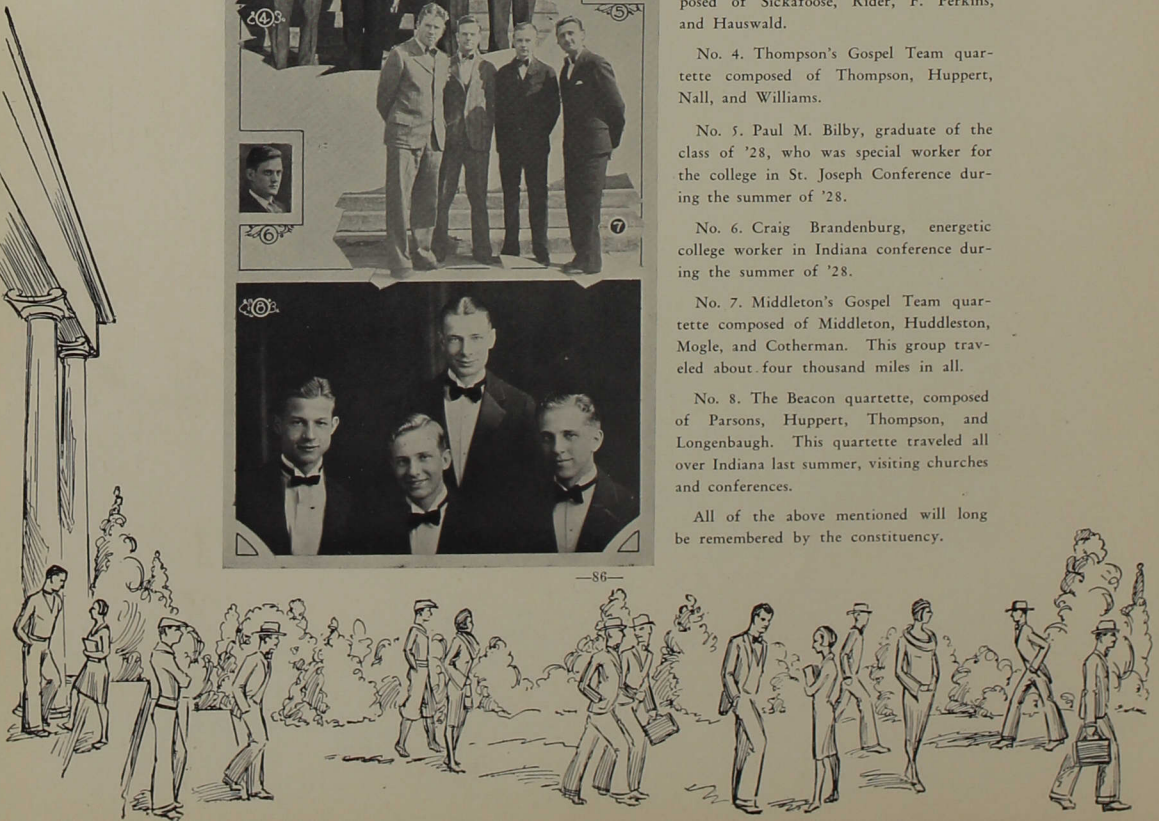 ④
⑤
⑥
⑦
⑧
posed of Sickafoose, Rider, P. Perkins,
and Hauswald.
No. 4. Thompson's Gospel Team quar-
tette composed of Thompson, Huppert,
Nall, and Williams.
No. 5. Paul M. Bilby, graduate of the
class of '28, who was special worker for
the college in St. Joseph Conference dur-
ing the summer of '28.
No. 6. Craig Brandenburg, energetic
college worker in Indiana conference dur-
ing the summer of '28.
No. 7. Middleton's Gospel Team quar-
tette composed of Middleton, Huddleston,
Mogle, and Cotherman. This group trav-
eled about four thousand miles in all.
No. 8. The Beacon quartette, composed
of Parsons, Huppert, Thompson, and
Longenbaugh. This quartette traveled all
over Indiana last summer, visiting churches
and conferences.
All of the above mentioned will long
be remembered by the constituency.
—86—